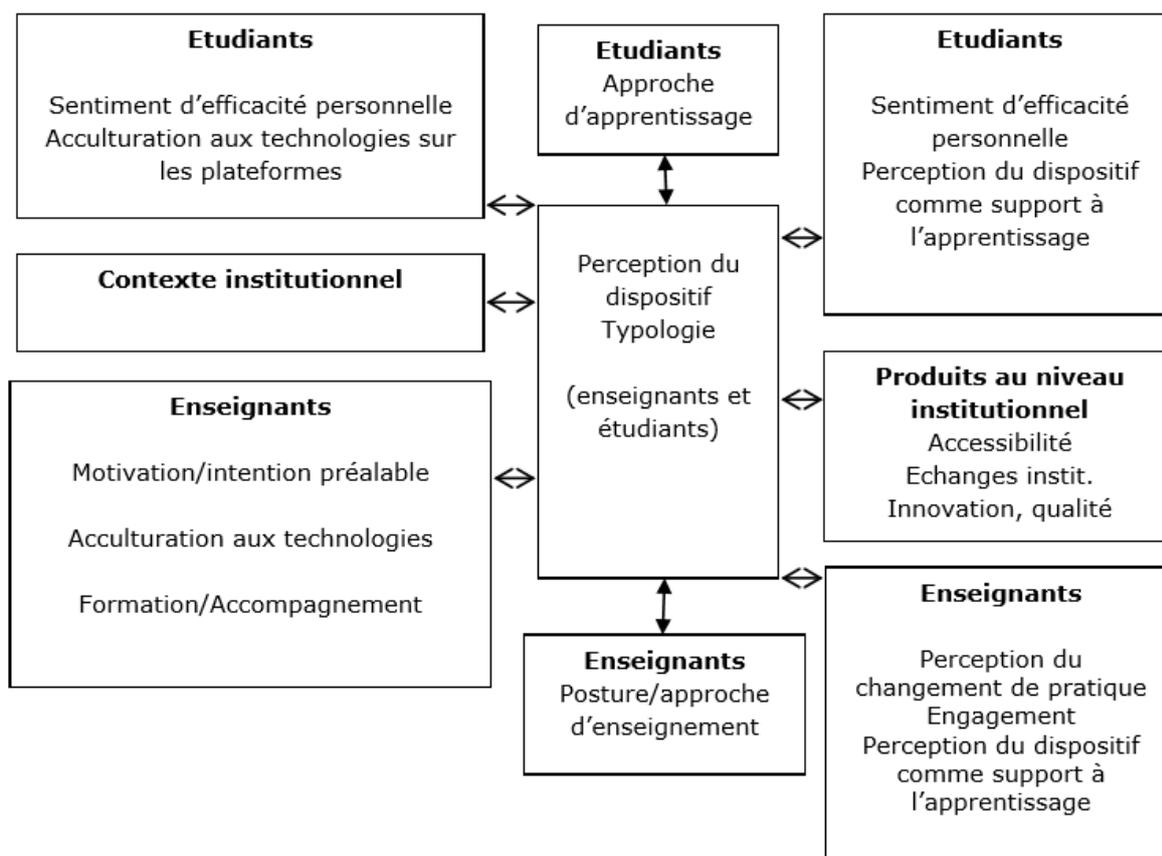 Etudiants
Sentiment d’efficacité personnelle
Acculturation aux technologies sur
les plateformes
Contexte institutionnel
Enseignants
Motivation/intention préalable
Acculturation aux technologies
Formation/Accompagnement
Etudiants
Approche
d’apprentissage
Perception du
dispositif
Typologie
(enseignants et
étudiants)
Enseignants
Posture/approche
d’enseignement
Etudiants
Sentiment d’efficacité
personnelle
Perception du dispositif
comme support à
l’apprentissage
Produits au niveau
institutionnel
Accessibilité
Echanges instit.
Innovation, qualité
Enseignants
Perception du
changement de pratique
Engagement
Perception du dispositif
comme support à
l’apprentissage